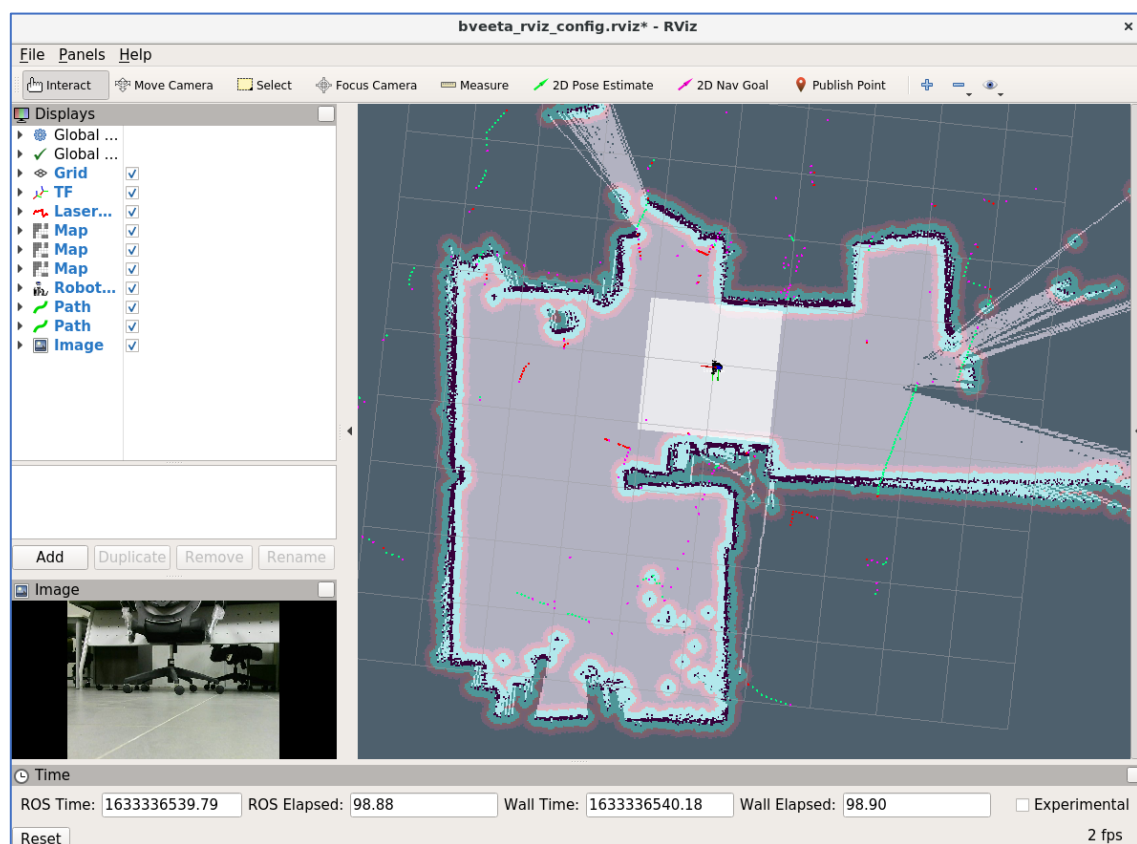 bveeta_rviz_config.rviz* - RViz
File Panels Help
Interact Move Camera Select Focus Camera Measure 2D Pose Estimate 2D Nav Goal Publish Point
Displays
Global ...
Global ...
Grid
TF
Laser...
Map
Map
Map
Robot...
Path
Path
Image
Add Duplicate Remove Rename
Image
Time
ROS Time: 1633336539.79 ROS Elapsed: 98.88 Wall Time: 1633336540.18 Wall Elapsed: 98.90 Experimental
Reset 2 fps